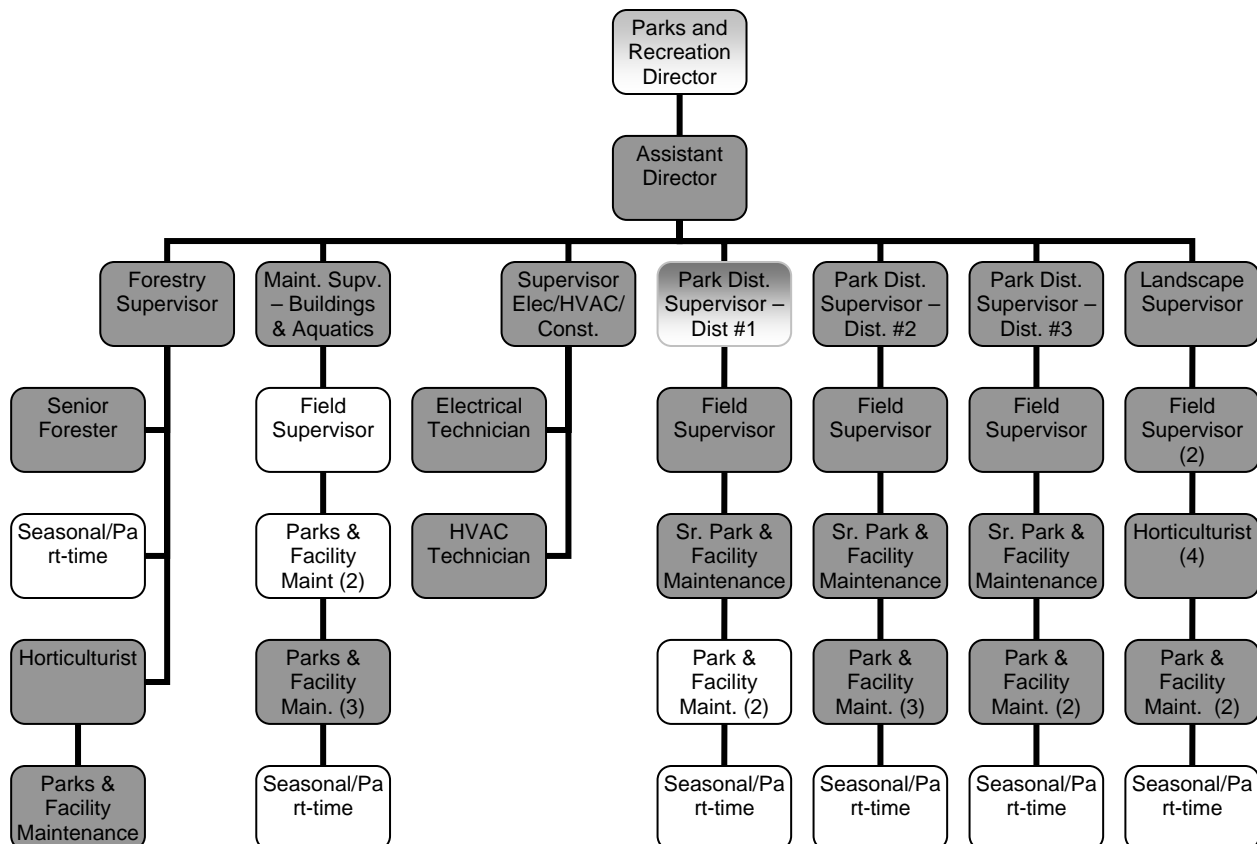 Parks and
Recreation
Director
Assistant
Director
Forestry
Supervisor
Maint. Supv.
– Buildings
& Aquatics
Supervisor
Elec/HVAC/
Const.
Park Dist.
Supervisor –
Dist #1
Park Dist.
Supervisor –
Dist. #2
Park Dist.
Supervisor –
Dist. #3
Landscape
Supervisor
Senior
Forester
Field
Supervisor
Electrical
Technician
Field
Supervisor
Field
Supervisor
Field
Supervisor
Field
Supervisor
(2)
Seasonal/Pa
rt-time
Parks &
Facility
Maint (2)
HVAC
Technician
Sr. Park &
Facility
Maintenance
Sr. Park &
Facility
Maintenance
Sr. Park &
Facility
Maintenance
Horticulturist
(4)
Horticulturist
Parks &
Facility
Main. (3)
Park &
Facility
Maint. (2)
Park &
Facility
Maint. (3)
Park &
Facility
Maint. (2)
Park &
Facility
Maint.  (2)
Parks &
Facility
Maintenance
Seasonal/Pa
rt-time
Seasonal/Pa
rt-time
Seasonal/Pa
rt-time
Seasonal/Pa
rt-time
Seasonal/Pa
rt-time